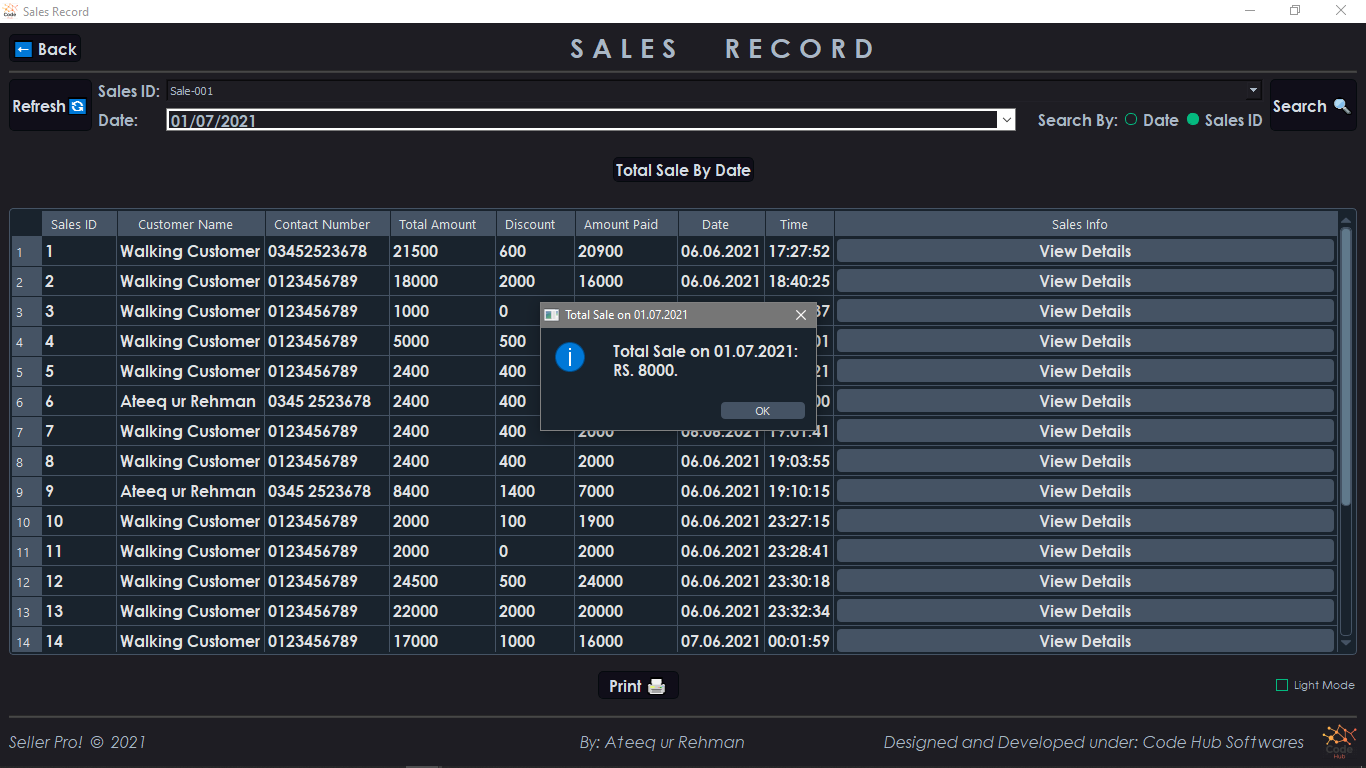 Sales Record
Back
SALES RECORD
Refresh
Sales ID: Sale-001
Search
Date: 01/07/2021
Search By: Date Sales ID
Total Sale By Date
Sales ID Customer Name Contact Number Total Amount Discount Amount Paid Date Time Sales Info
1 1 Walking Customer 03452523678 21500 600 20900 06.06.2021 17:27:52 View Details
2 2 Walking Customer 0123456789 18000 2000 16000 06.06.2021 18:40:25 View Details
3 3 Walking Customer 0123456789 1000 0 37 View Details
4 4 Walking Customer 0123456789 5000 500 01 View Details
5 5 Walking Customer 0123456789 2400 400 21 View Details
6 6 Ateeq ur Rehman 0345 2523678 2400 400 00 View Details
7 7 Walking Customer 0123456789 2400 400 2000 06.06.2021 19:01:41 View Details
8 8 Walking Customer 0123456789 2400 400 2000 06.06.2021 19:03:55 View Details
9 9 Ateeq ur Rehman 0345 2523678 8400 1400 7000 06.06.2021 19:10:15 View Details
10 10 Walking Customer 0123456789 2000 100 1900 06.06.2021 23:27:15 View Details
11 11 Walking Customer 0123456789 2000 0 2000 06.06.2021 23:28:41 View Details
12 12 Walking Customer 0123456789 24500 500 24000 06.06.2021 23:30:18 View Details
13 13 Walking Customer 0123456789 22000 2000 20000 06.06.2021 23:32:34 View Details
14 14 Walking Customer 0123456789 17000 1000 16000 07.06.2021 00:01:59 View Details
Total Sale on 01.07.2021
Total Sale on 01.07.2021:
RS. 8000.
OK
Print
Light Mode
Seller Pro! © 2021
By: Ateeq ur Rehman
Designed and Developed under: Code Hub Softwares
Code
Hub